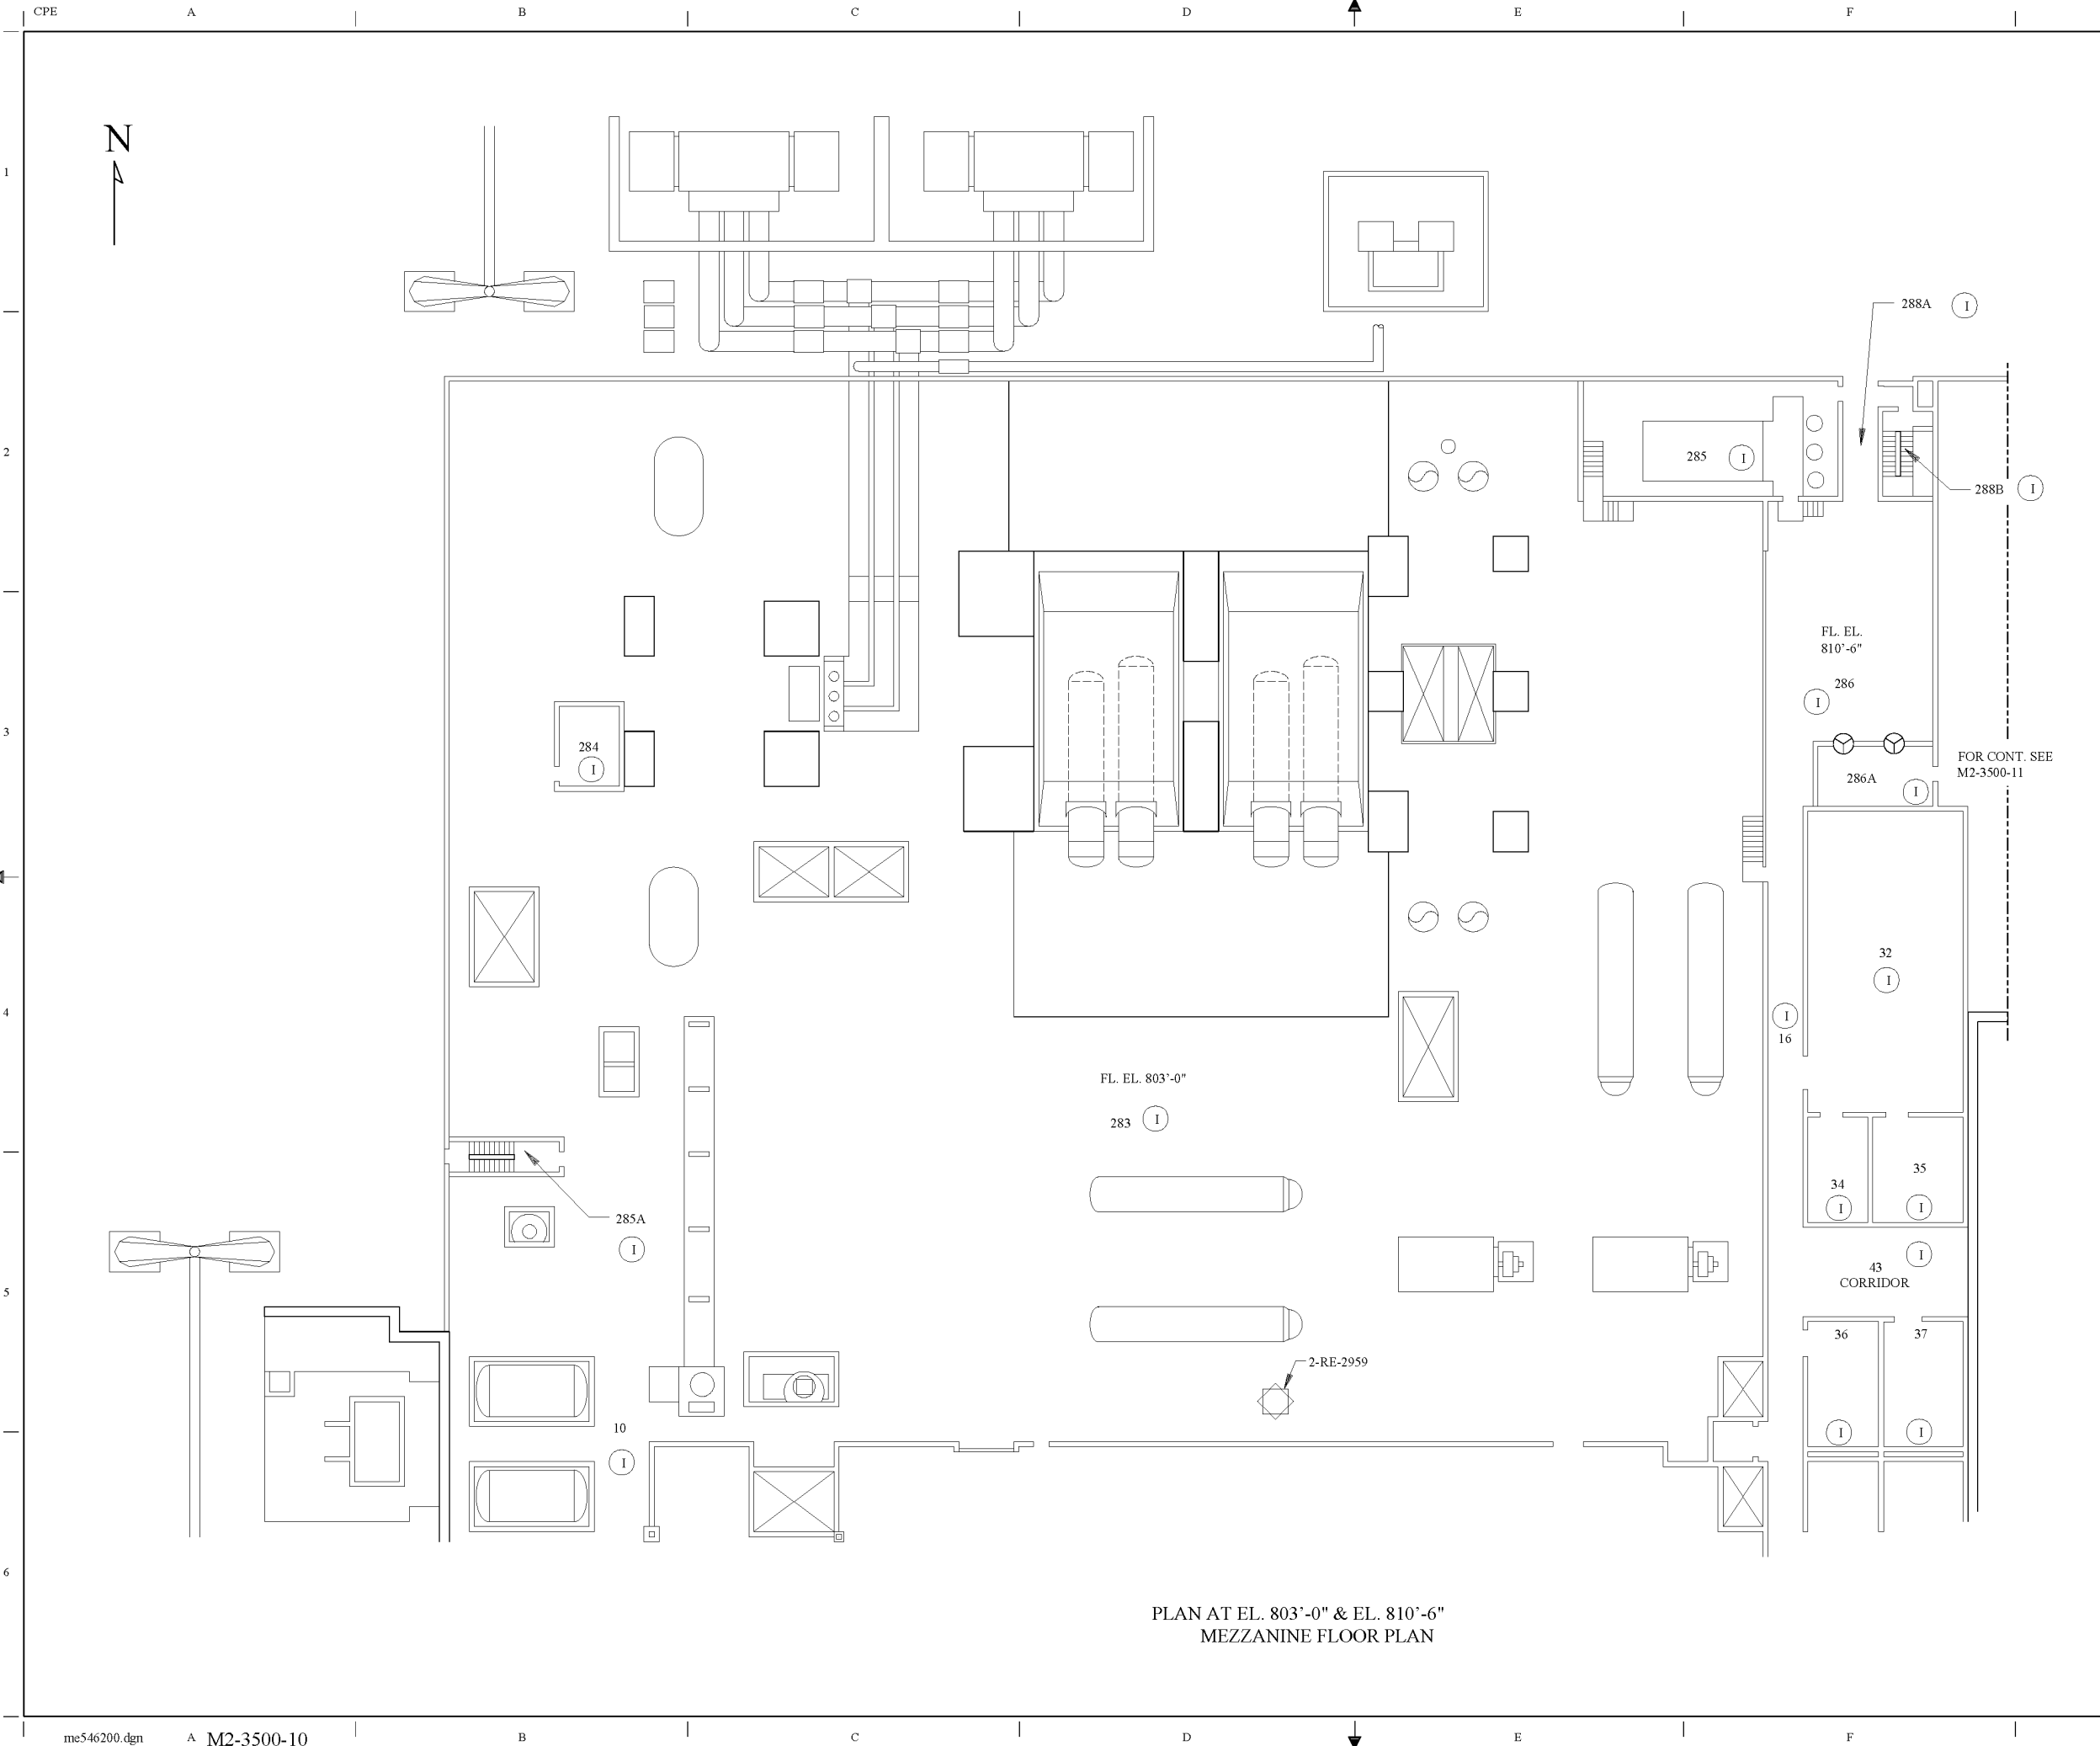 CPE
A
B
C
D
E
F
N
1
288A
I
2
285
I
288B
I
FL. EL.
810'-6"
286
I
3
284
I
286A
I
FOR CONT. SEE
M2-3500-11
32
I
4
I
16
FL. EL. 803'-0"
283
I
34
I
35
I
285A
I
I
43
CORRIDOR
5
36
37
2-RE-2959
10
I
I
I
6
PLAN AT EL. 803'-0" & EL. 810'-6"
MEZZANINE FLOOR PLAN
me546200.dgn
A
M2-3500-10
B
C
D
E
F